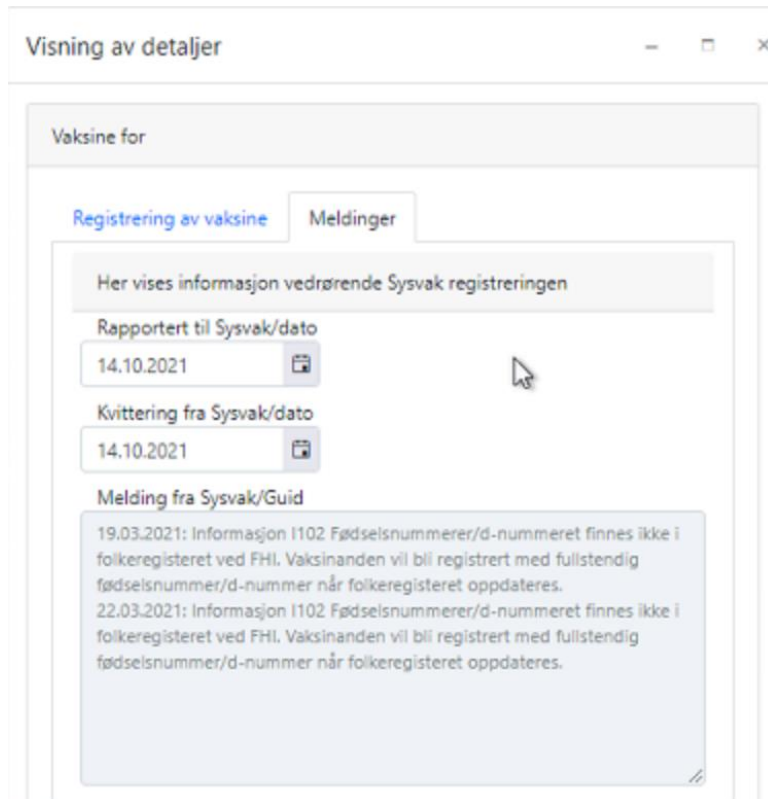 Visning av detaljer
Vaksine for
Registrering av vaksine Meldinger
Her vises informasjon vedrørende Sysvak registreringen
Rapportert til Sysvak/dato
14.10.2021
Kvittering fra Sysvak/dato
14.10.2021
Melding fra Sysvak/Guid
19.03.2021: Informasjon I102 Fødselsnummerer/d-nummeret finnes ikke i
folkeregisteret ved FHI. Vaksinanden vil bli registrert med fullstendig
fødselsnummer/d-nummer når folkeregisteret oppdateres.
22.03.2021: Informasjon I102 Fødselsnummerer/d-nummeret finnes ikke i
folkeregisteret ved FHI. Vaksinanden vil bli registrert med fullstendig
fødselsnummer/d-nummer når folkeregisteret oppdateres.